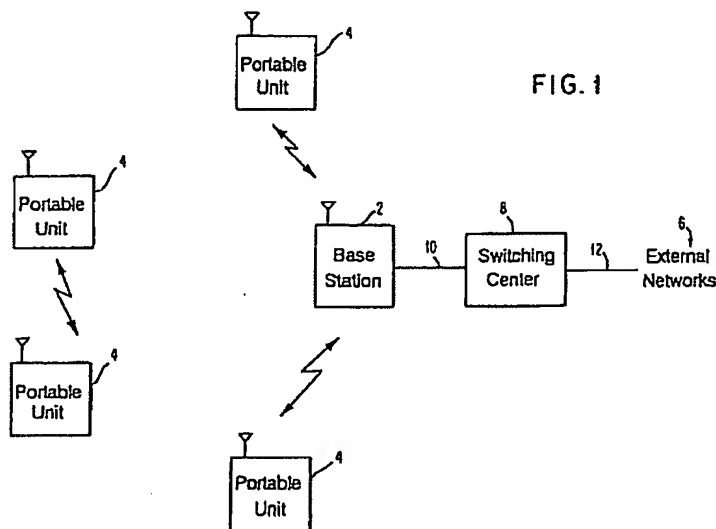 4
Portable
Unit
FIG. 1
4
Portable
Unit
2
Base
Station
10
8
Switching
Center
12
6
External
Networks
4
Portable
Unit
4
Portable
Unit